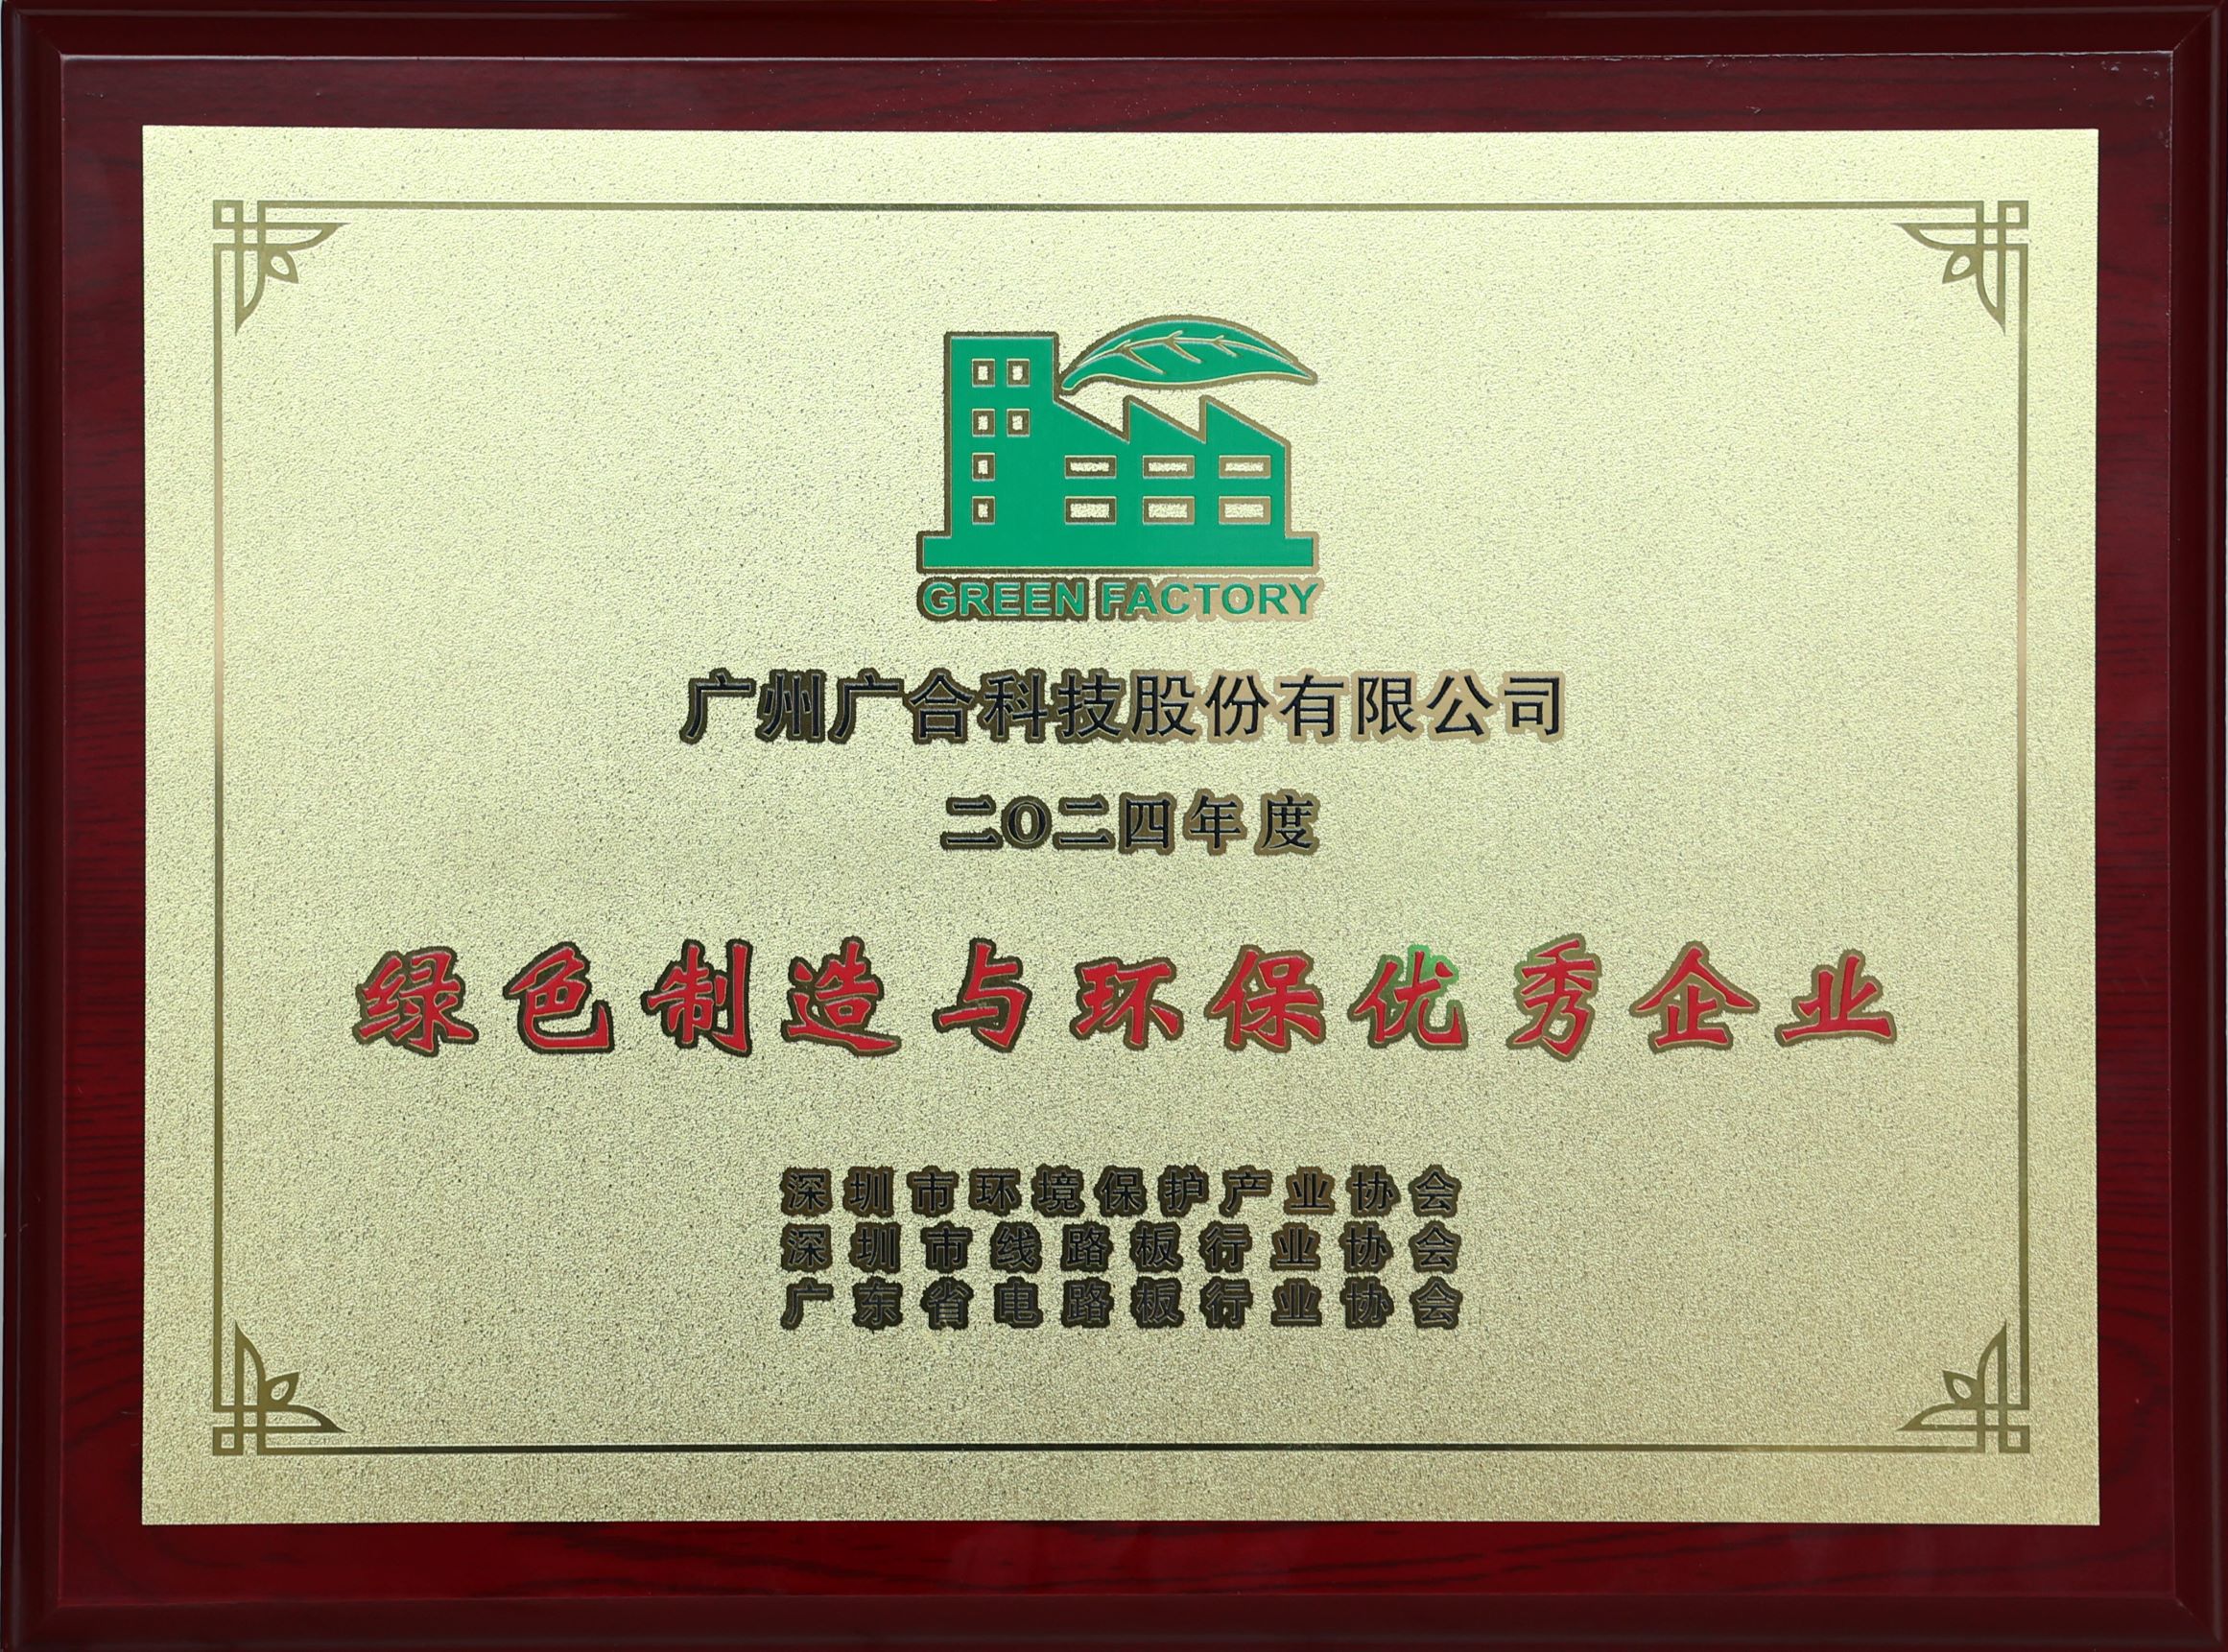 GREEN FACTORY
广州广合科技股份有限公司
二〇二四年度
绿色制造与环保优秀企业
深圳市环境保护产业协会
深圳市线路板行业协会
广东省电路板行业协会